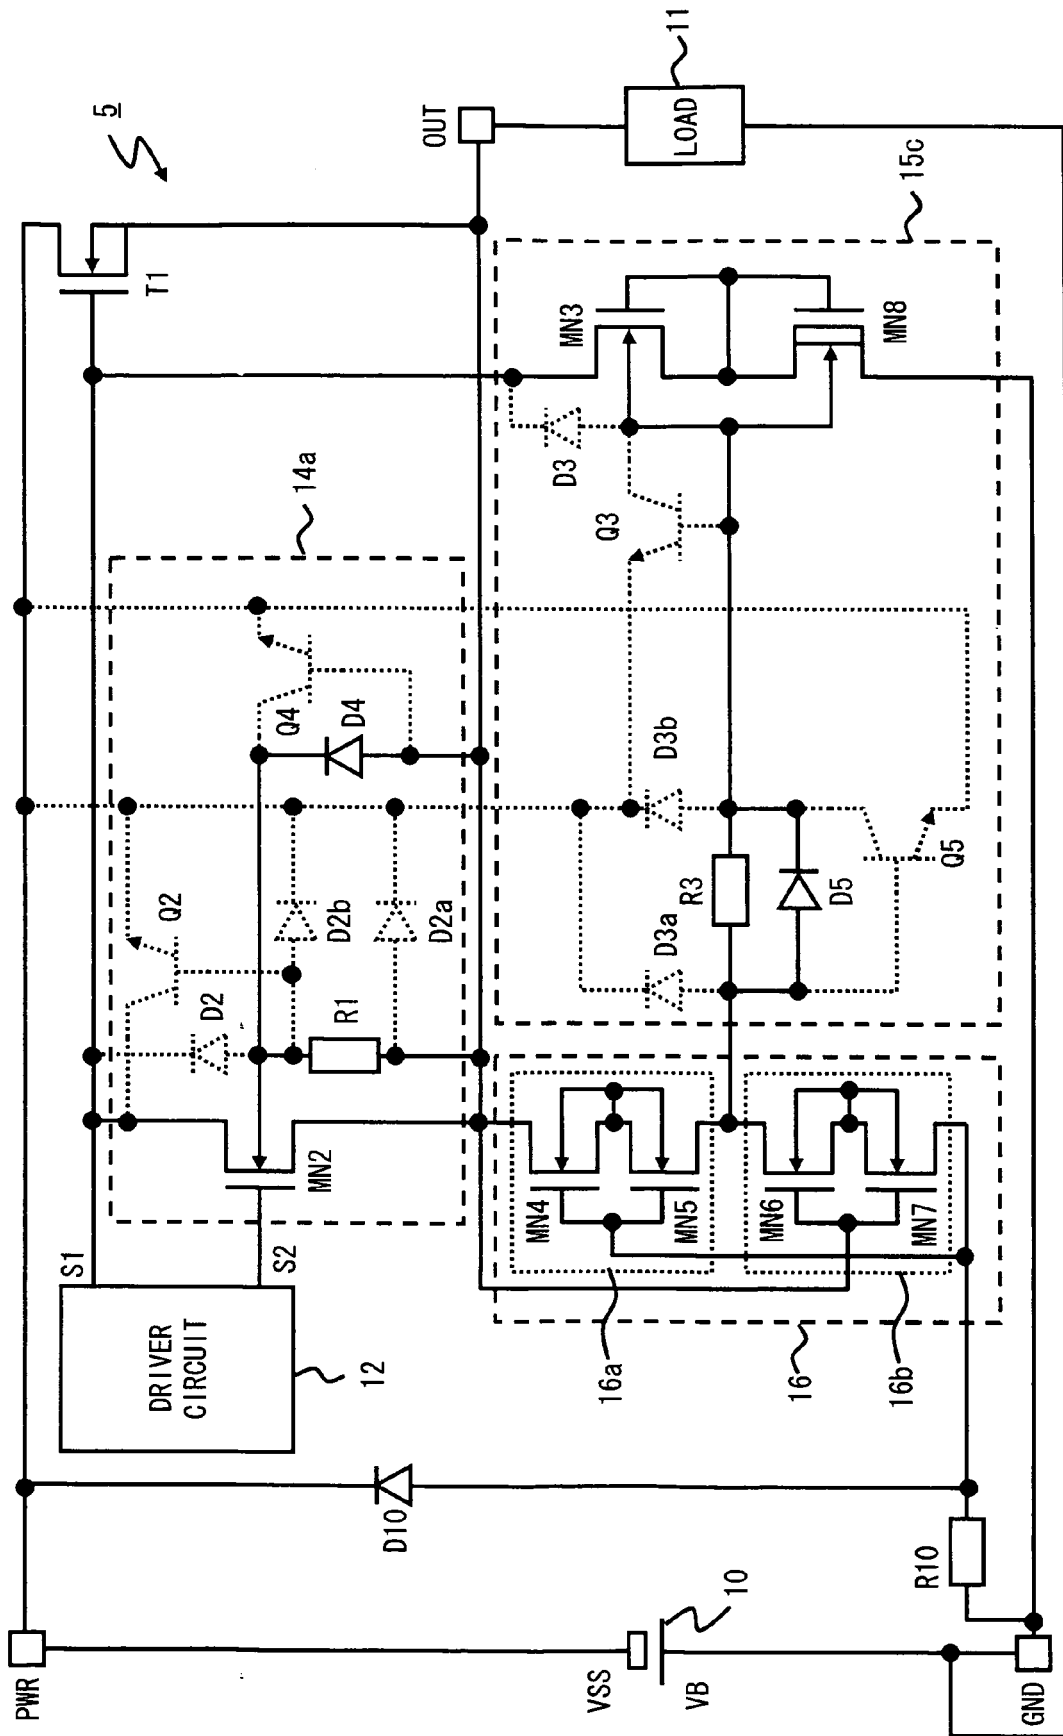 5
PWR
D10
VSS
VB
10
R10
GND
DRIVER
CIRCUIT
12
S1
S2
MN2
D2
Q2
R1
D2b
D2a
Q4
D4
14a
T1
OUT
LOAD
11
MN4
MN5
MN6
MN7
16a
16
16b
D3a
R3
D5
D3b
Q5
Q3
D3
MN3
MN8
15c